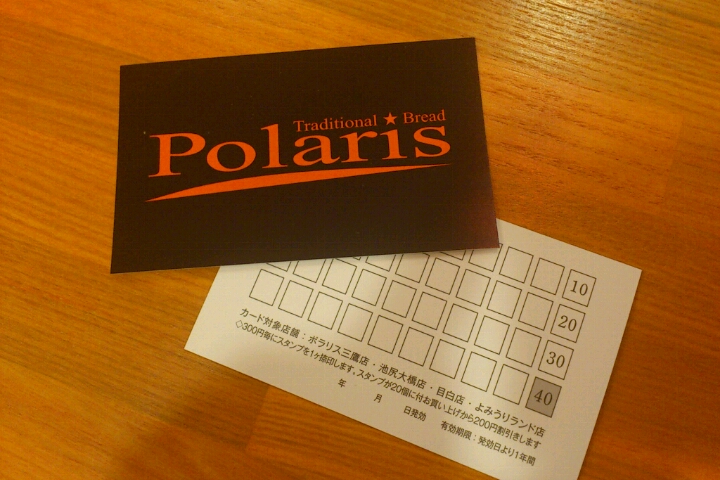 Traditional ★ Bread
Polaris
10
20
30
40
カード対象店舗：ポラリス三鷹店・池尻大橋店・目白店・よみうりランド店
◇300円毎にスタンプを1ヶ捺印します。スタンプが20個に付お買い上げから200円割引きします
年 月 日発効 有効期限：発効日より1年間